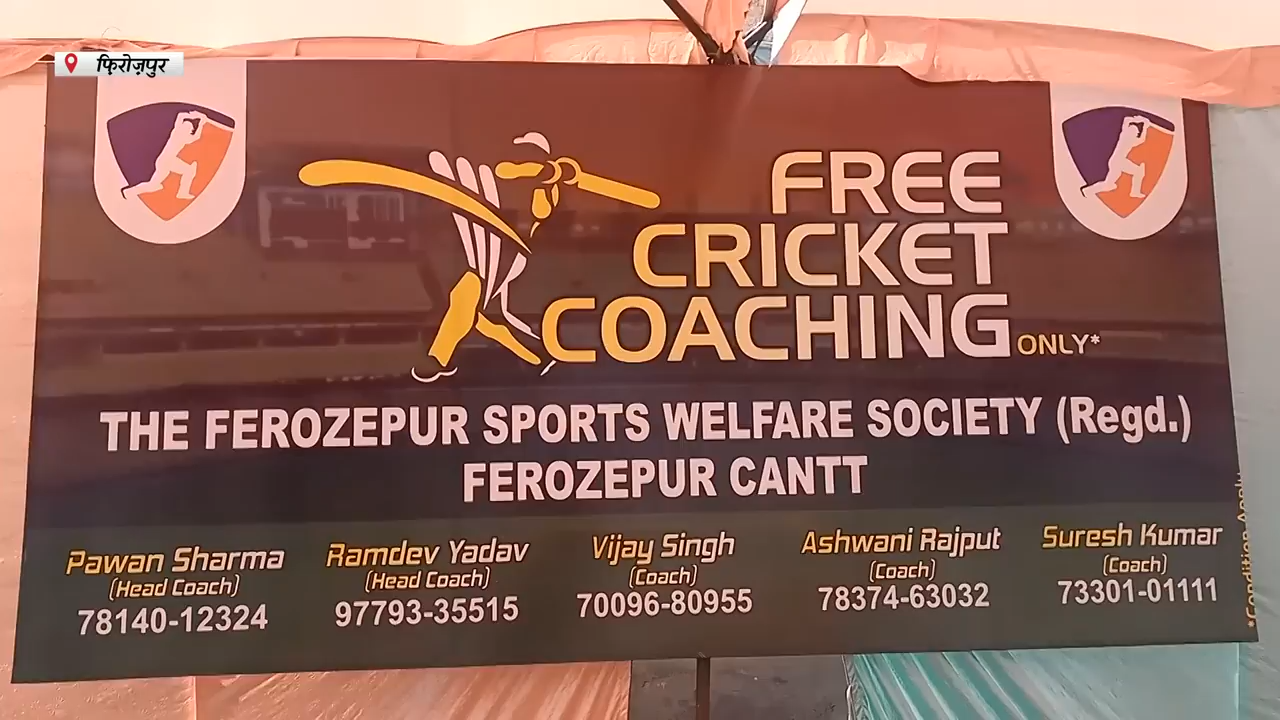 फ़िरोज़पुर
FREE
CRICKET
COACHING ONLY*
THE FEROZEPUR SPORTS WELFARE SOCIETY (Regd.)
FEROZEPUR CANTT
Pawan Sharma
(Head Coach)
78140-12324
Ramdev Yadav
(Head Coach)
97793-35515
Vijay Singh
(Coach)
70096-80955
Ashwani Rajput
(Coach)
78374-63032
Suresh Kumar
(Coach)
73301-01111
*Condition Apply